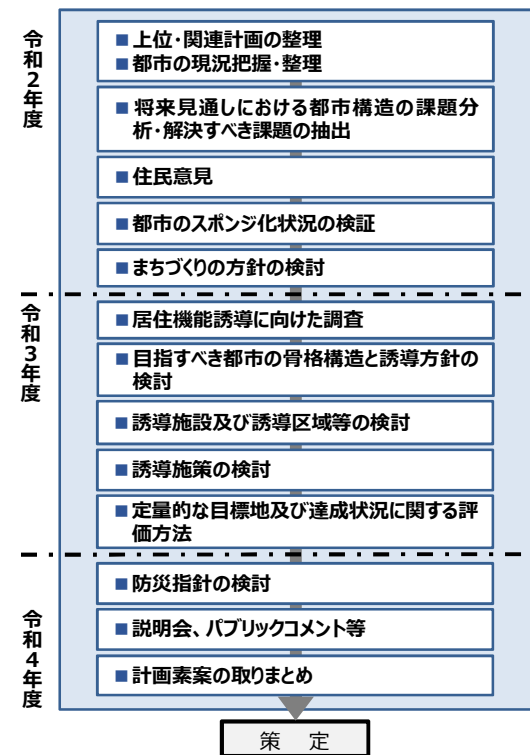 令和2年度
■上位・関連計画の整理
■都市の現況把握・整理
■将来見通しにおける都市構造の課題分
析・解決すべき課題の抽出
■住民意見
■都市のスポンジ化状況の検証
■まちづくりの方針の検討
令和3年度
■居住機能誘導に向けた調査
■目指すべき都市の骨格構造と誘導方針の
検討
■誘導施設及び誘導区域等の検討
■誘導施策の検討
■定量的な目標地及び達成状況に関する評
価方法
令和4年度
■防災指針の検討
■説明会、パブリックコメント等
■計画素案の取りまとめ
策 定